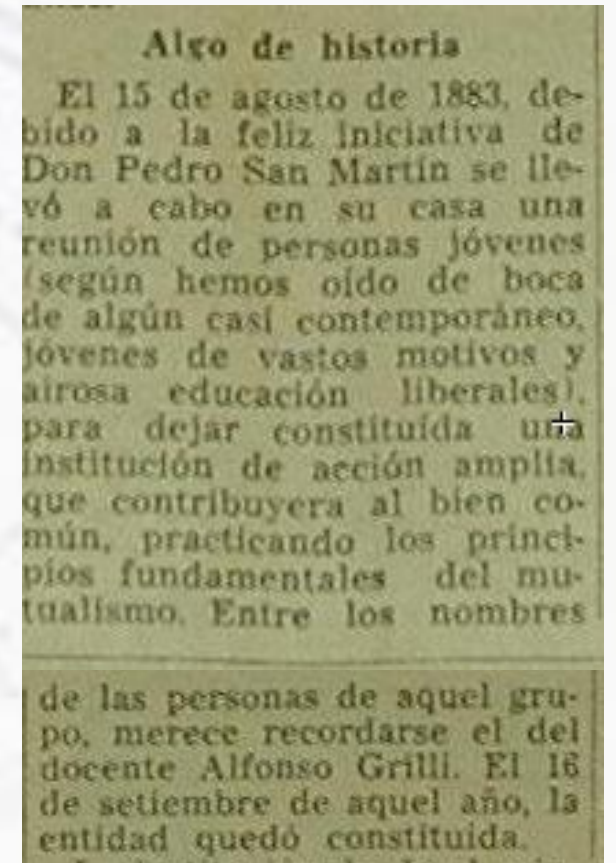 Algo de historia
El 15 de agosto de 1883, de-
bido a la feliz iniciativa de
Don Pedro San Martín se lle-
vó a cabo en su casa una
reunión de personas jóvenes
(según hemos oído de boca
de algún casi contemporáneo,
jóvenes de vastos motivos y
airosa educación liberales),
para dejar constituída una
institución de acción amplia,
que contribuyera al bien co-
mún, practicando los princi-
pios fundamentales del mu-
tualismo. Entre los nombres
de las personas de aquel gru-
po, merece recordarse el del
docente Alfonso Grilli. El 16
de setiembre de aquel año, la
entidad quedó constituida.